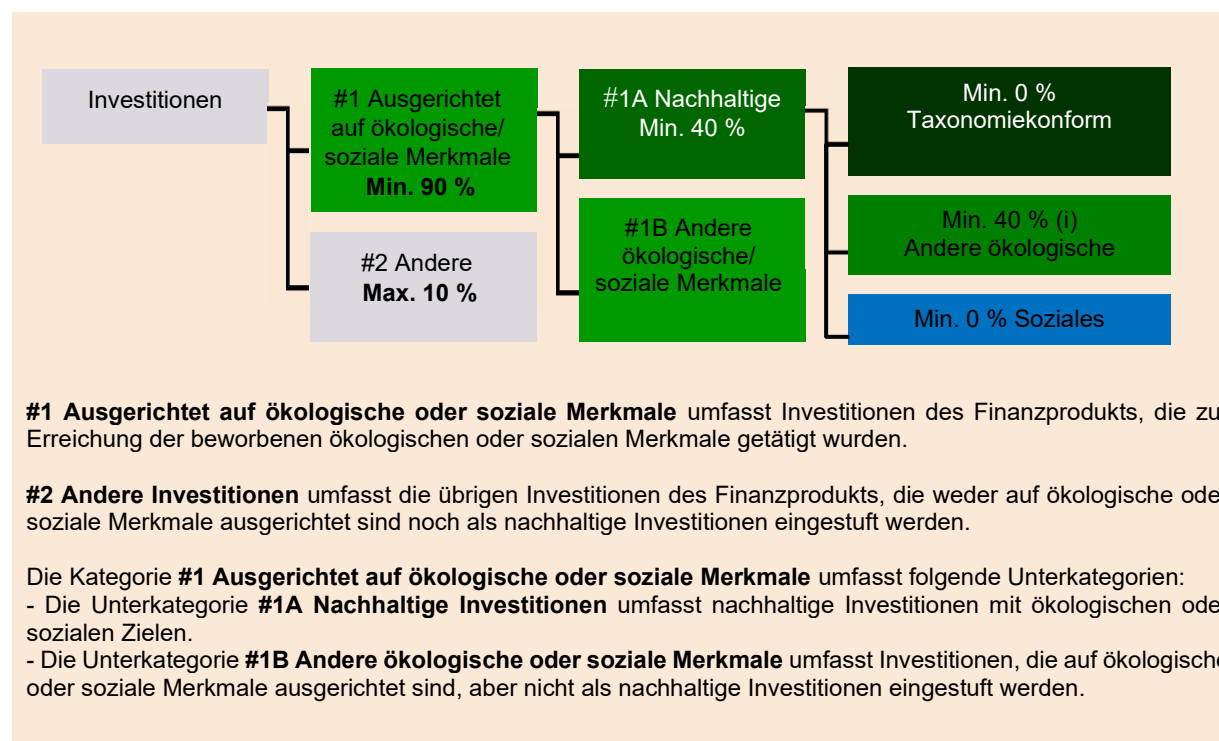 Investitionen
#1 Ausgerichtet
auf ökologische/
soziale Merkmale
Min. 90 %
#2 Andere
Max. 10 %
#1A Nachhaltige
Min. 40 %
#1B Andere
ökologische/
soziale Merkmale
Min. 0 %
Taxonomiekonform
Min. 40 % (i)
Andere ökologische
Min. 0 % Soziales
#1 Ausgerichtet auf ökologische oder soziale Merkmale umfasst Investitionen des Finanzprodukts, die zu
Erreichung der beworbenen ökologischen oder sozialen Merkmale getätigt wurden.
#2 Andere Investitionen umfasst die übrigen Investitionen des Finanzprodukts, die weder auf ökologische ode
soziale Merkmale ausgerichtet sind noch als nachhaltige Investitionen eingestuft werden.
Die Kategorie #1 Ausgerichtet auf ökologische oder soziale Merkmale umfasst folgende Unterkategorien:
- Die Unterkategorie #1A Nachhaltige Investitionen umfasst nachhaltige Investitionen mit ökologischen ode
sozialen Zielen.
- Die Unterkategorie #1B Andere ökologische oder soziale Merkmale umfasst Investitionen, die auf ökologische
oder soziale Merkmale ausgerichtet sind, aber nicht als nachhaltige Investitionen eingestuft werden.